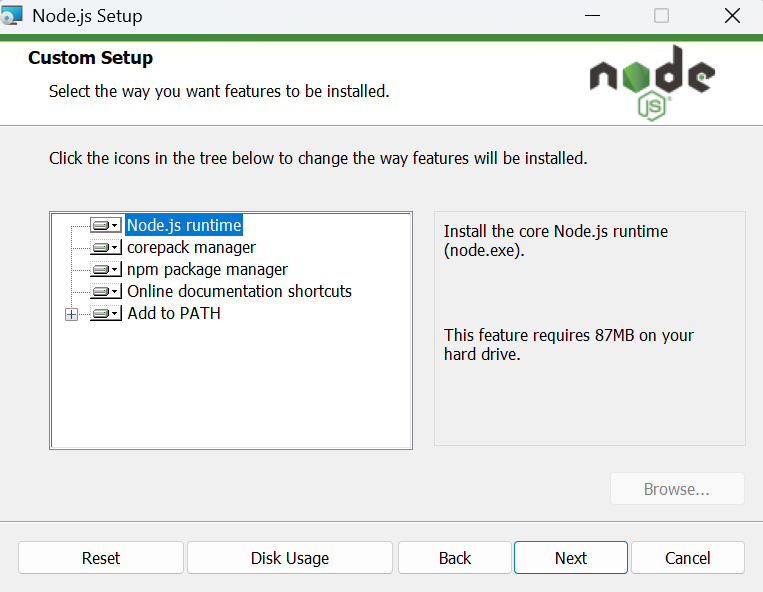 Node.js Setup
Custom Setup
Select the way you want features to be installed.
node
JS
Click the icons in the tree below to change the way features will be installed.
Node.js runtime
corepack manager
npm package manager
Online documentation shortcuts
Add to PATH
Install the core Node.js runtime
(node.exe).
This feature requires 87MB on your
hard drive.
Browse...
Reset
Disk Usage
Back
Next
Cancel